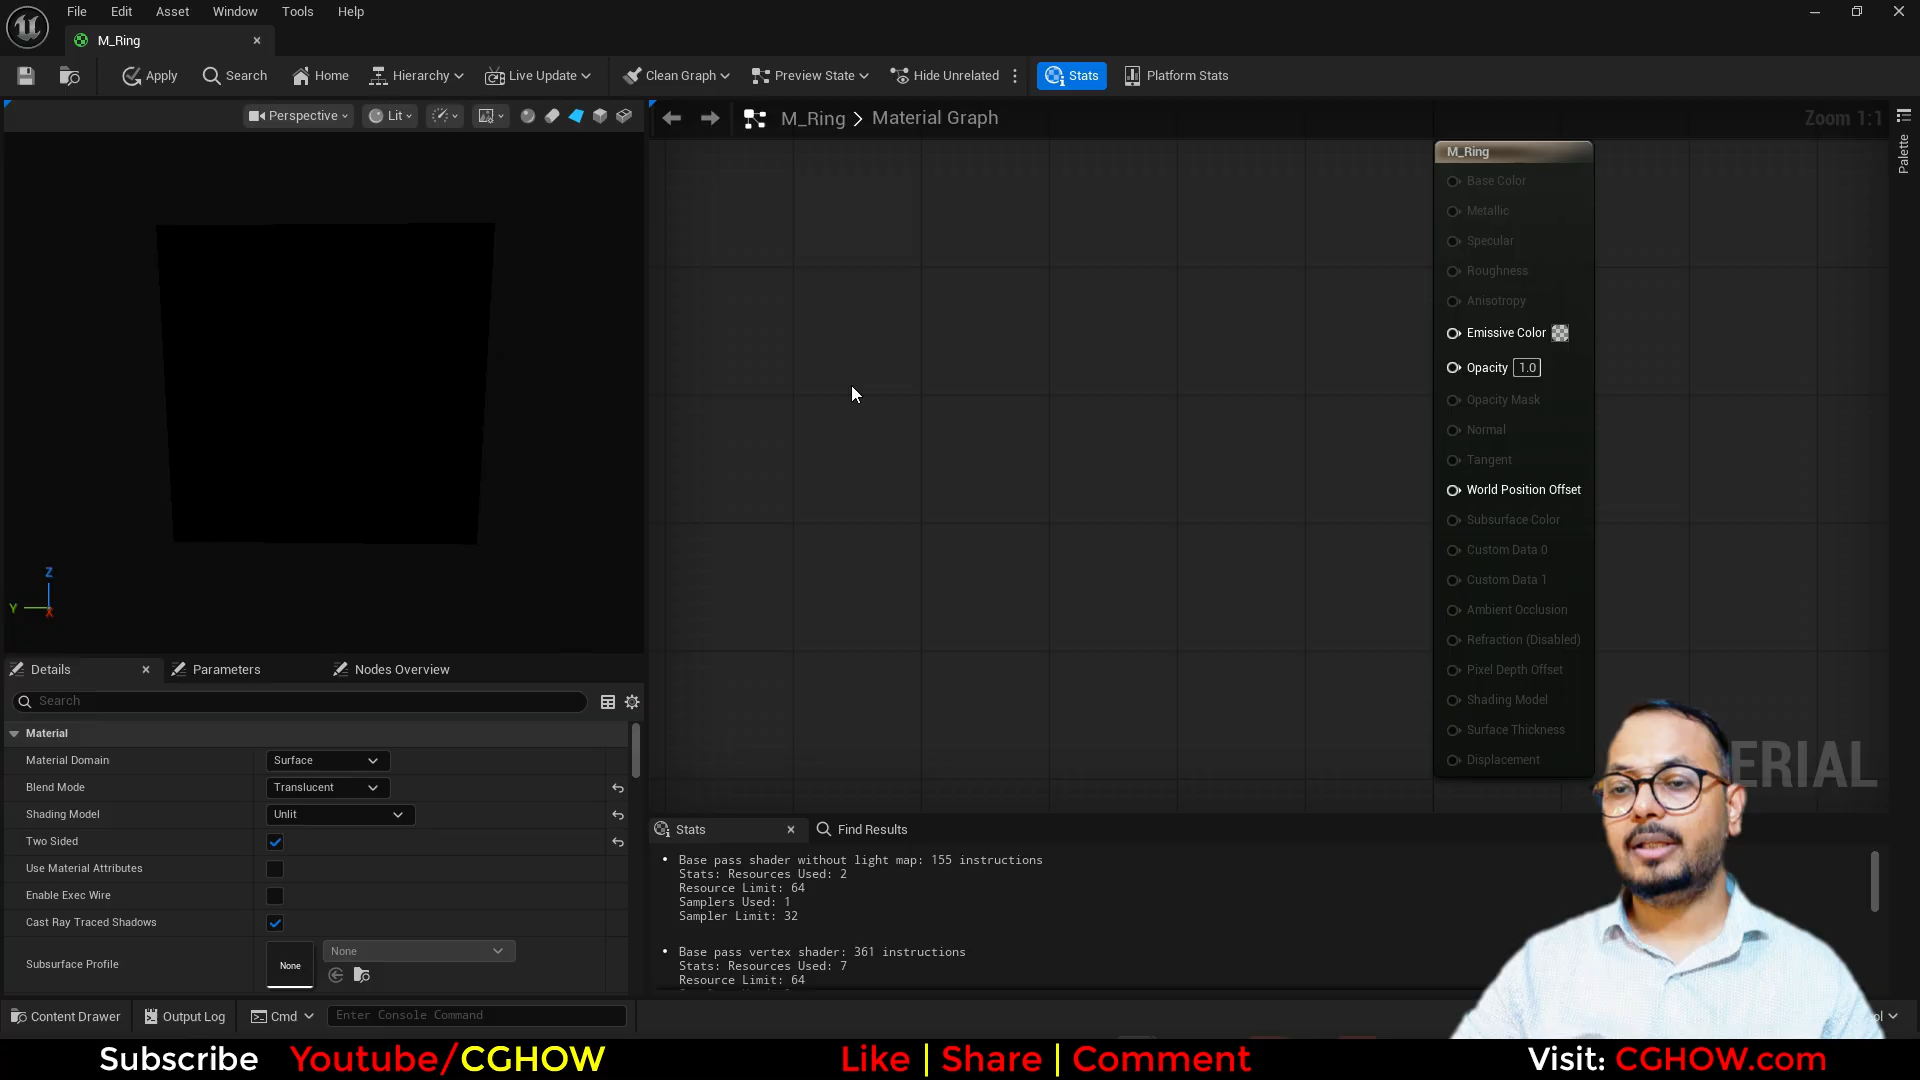 File Edit Asset Window Tools Help
M_Ring
Apply Search Home Hierarchy Live Update Clean Graph Preview State Hide Unrelated Stats Platform Stats
Perspective Lit
M_Ring > Material Graph
Zoom 1:1
Palette
M_Ring
Base Color
Metallic
Specular
Roughness
Anisotropy
Emissive Color
Opacity 1.0
Opacity Mask
Normal
Tangent
World Position Offset
Subsurface Color
Custom Data 0
Custom Data 1
Ambient Occlusion
Refraction (Disabled)
Pixel Depth Offset
Shading Model
Surface Thickness
Displacement
Z
Y
X
Details Parameters Nodes Overview
Search
Material
Material Domain Surface
Blend Mode Translucent
Shading Model Unlit
Two Sided
Use Material Attributes
Enable Exec Wire
Cast Ray Traced Shadows
Subsurface Profile None None
Stats Find Results
• Base pass shader without light map: 155 instructions
Stats: Resources Used: 2
Resource Limit: 64
Samplers Used: 1
Sampler Limit: 32
• Base pass vertex shader: 361 instructions
Stats: Resources Used: 7
Resource Limit: 64
Content Drawer Output Log Cmd Enter Console Command
Subscribe Youtube/CGHOW Like | Share | Comment Visit: CGHOW.com